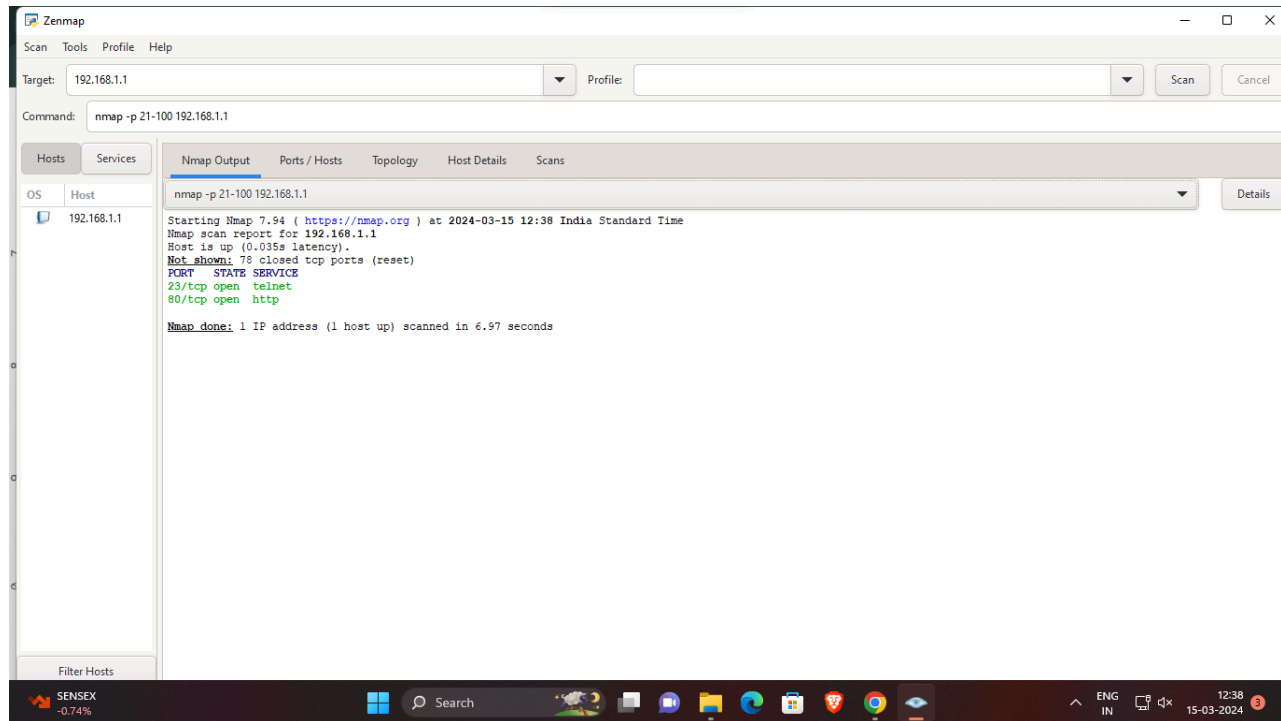 Zenmap
Scan Tools Profile Help
Target: 192.168.1.1 Profile: Scan Cancel
Command: nmap -p 21-100 192.168.1.1
Hosts Services Nmap Output Ports / Hosts Topology Host Details Scans
OS Host nmap -p 21-100 192.168.1.1 Details
192.168.1.1
Starting Nmap 7.94 ( https://nmap.org ) at 2024-03-15 12:38 India Standard Time
Nmap scan report for 192.168.1.1
Host is up (0.035s latency).
Not shown: 78 closed tcp ports (reset)
PORT STATE SERVICE
23/tcp open telnet
80/tcp open http
Nmap done: 1 IP address (1 host up) scanned in 6.97 seconds
Filter Hosts
SENSEX
-0.74%
Search
ENG
IN
12:38
15-03-2024
3